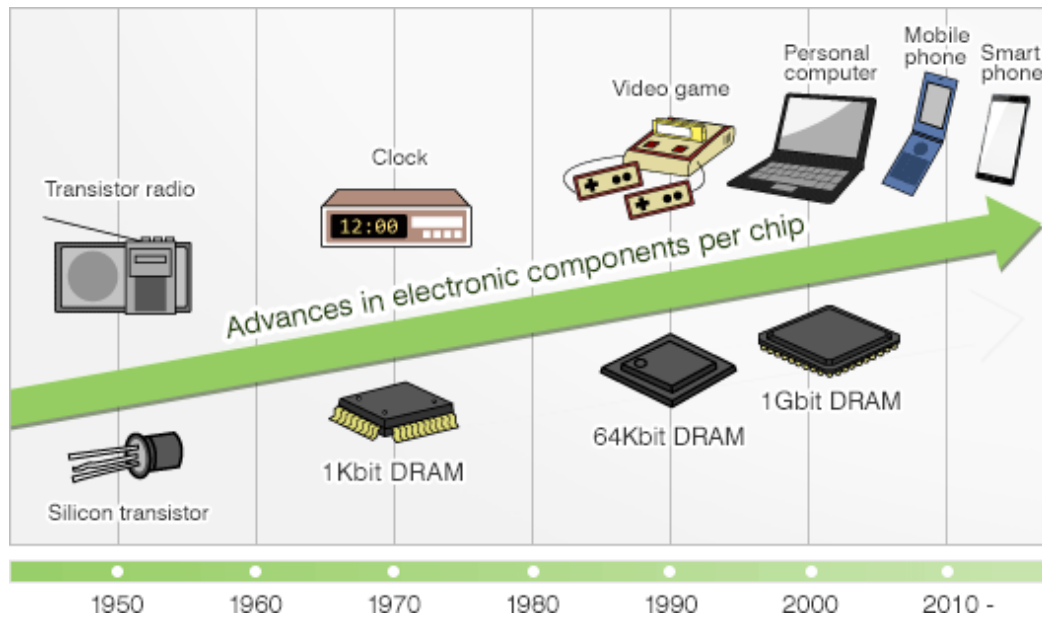 Mobile
phone
Smart
phone
Personal
computer
Video game
Clock
Transistor radio
12:00
Advances in electronic components per chip
1Gbit DRAM
64Kbit DRAM
1Kbit DRAM
Silicon transistor
1950
1960
1970
1980
1990
2000
2010 -